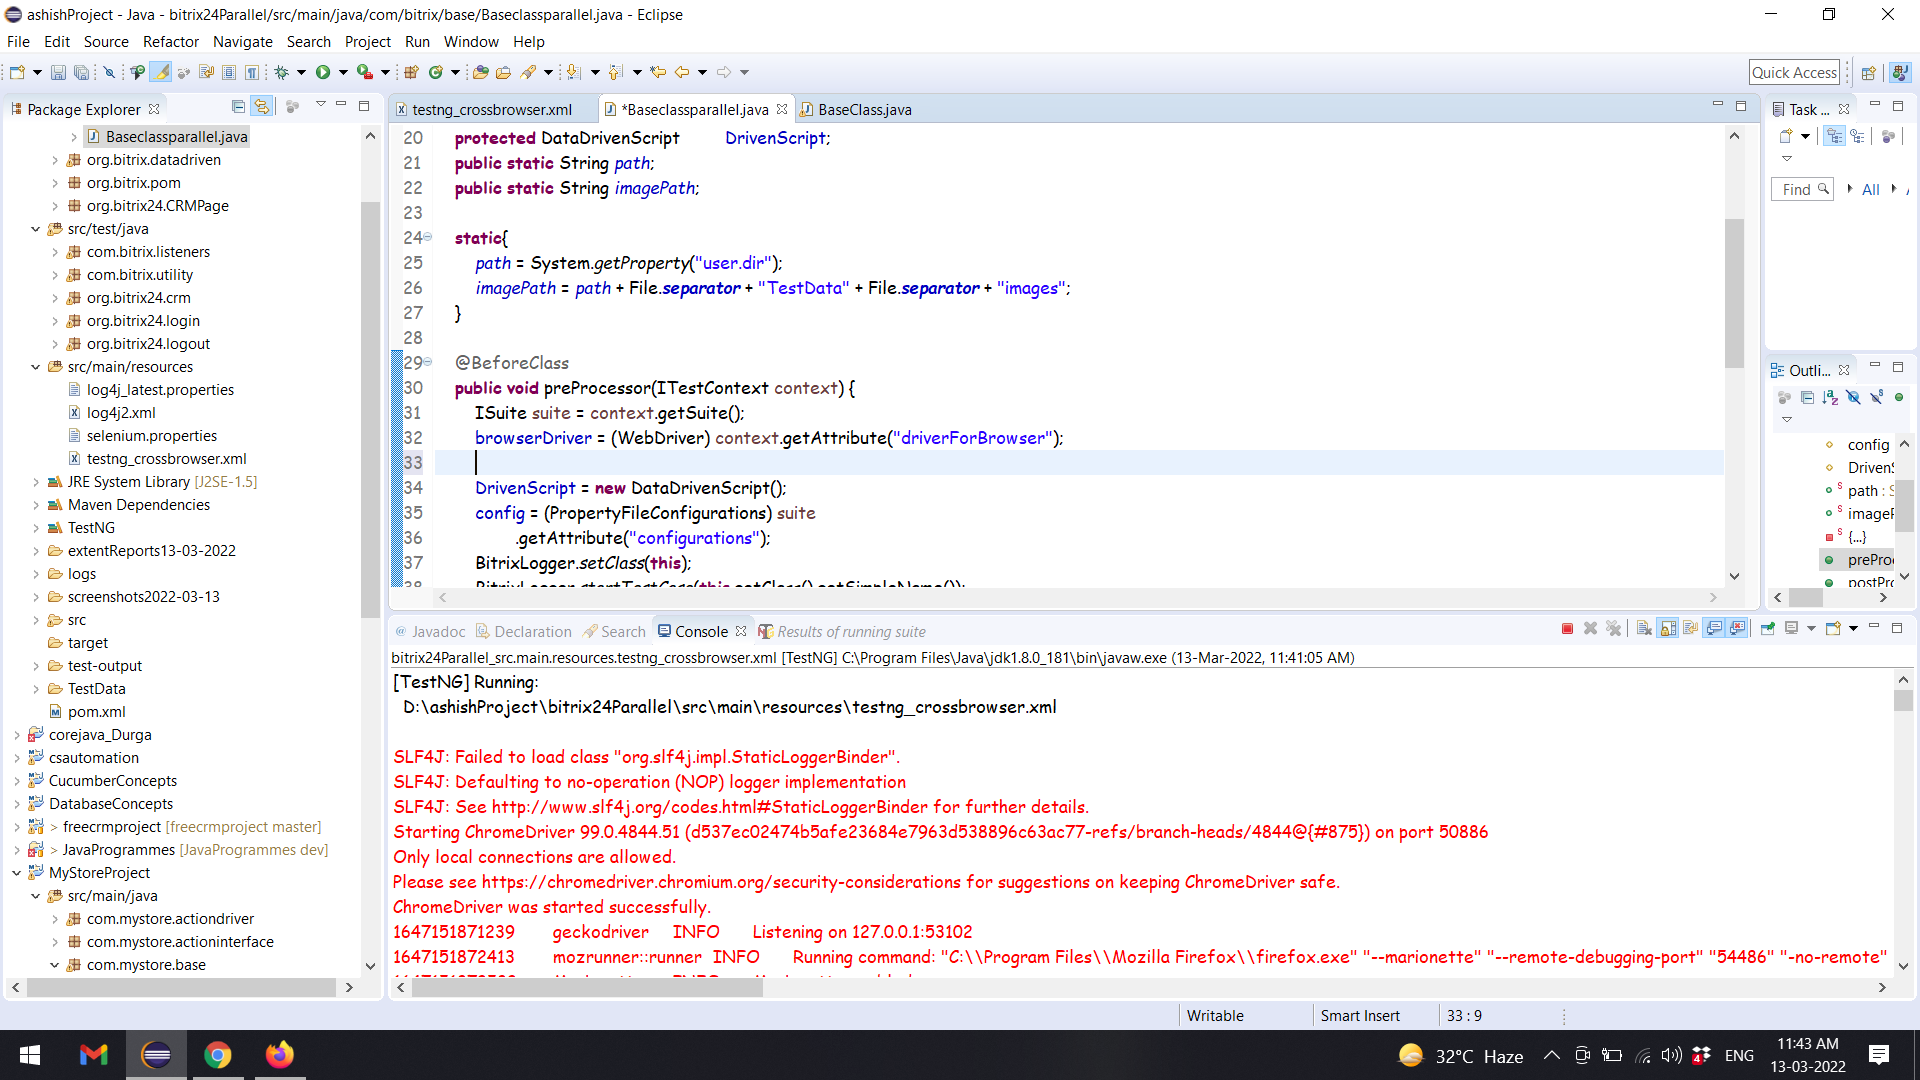 ashishProject - Java - bitrix24Parallel/src/main/java/com/bitrix/base/Baseclassparallel.java - Eclipse
File Edit Source Refactor Navigate Search Project Run Window Help
Quick Access
Package Explorer
Baseclassparallel.java
org.bitrix.datadriven
org.bitrix.pom
org.bitrix24.CRMPage
src/test/java
com.bitrix.listeners
com.bitrix.utility
org.bitrix24.crm
org.bitrix24.login
org.bitrix24.logout
src/main/resources
log4j_latest.properties
log4j2.xml
selenium.properties
testng_crossbrowser.xml
JRE System Library [J2SE-1.5]
Maven Dependencies
TestNG
extentReports13-03-2022
logs
screenshots2022-03-13
src
target
test-output
TestData
pom.xml
corejava_Durga
csautomation
CucumberConcepts
DatabaseConcepts
> freecrmproject [freecrmproject master]
> JavaProgrammes [JavaProgrammes dev]
MyStoreProject
src/main/java
com.mystore.actiondriver
com.mystore.actioninterface
com.mystore.base
testng_crossbrowser.xml
*Baseclassparallel.java
BaseClass.java
20 protected DataDrivenScript DrivenScript;
21 public static String path;
22 public static String imagePath;
23
24 static{
25 path = System.getProperty("user.dir");
26 imagePath = path + File.separator + "TestData" + File.separator + "images";
27 }
28
29 @BeforeClass
30 public void preProcessor(ITestContext context) {
31 ISuite suite = context.getSuite();
32 browserDriver = (WebDriver) context.getAttribute("driverForBrowser");
33
34 DrivenScript = new DataDrivenScript();
35 config = (PropertyFileConfigurations) suite
36 .getAttribute("configurations");
37 BitrixLogger.setClass(this);
38 BitrixLogger.startTestCase(this.getClass().getSimpleName());
Task ...
Find
All
Outli...
config
Driven
path : S
image
{...}
prePro
postPr
Javadoc
Declaration
Search
Console
Results of running suite
bitrix24Parallel_src.main.resources.testng_crossbrowser.xml [TestNG] C:\Program Files\Java\jdk1.8.0_181\bin\javaw.exe (13-Mar-2022, 11:41:05 AM)
[TestNG] Running:
D:\ashishProject\bitrix24Parallel\src\main\resources\testng_crossbrowser.xml
SLF4J: Failed to load class "org.slf4j.impl.StaticLoggerBinder".
SLF4J: Defaulting to no-operation (NOP) logger implementation
SLF4J: See http://www.slf4j.org/codes.html#StaticLoggerBinder for further details.
Starting ChromeDriver 99.0.4844.51 (d537ec02474b5afe23684e7963d538896c63ac77-refs/branch-heads/4844@{#875}) on port 50886
Only local connections are allowed.
Please see https://chromedriver.chromium.org/security-considerations for suggestions on keeping ChromeDriver safe.
ChromeDriver was started successfully.
1647151871239 geckodriver INFO Listening on 127.0.0.1:53102
1647151872413 mozrunner::runner INFO Running command: "C:\\Program Files\\Mozilla Firefox\\firefox.exe" "--marionette" "--remote-debugging-port" "54486" "-no-remote"
Writable
Smart Insert
33 : 9
32°C Haze
4
ENG
11:43 AM
13-03-2022